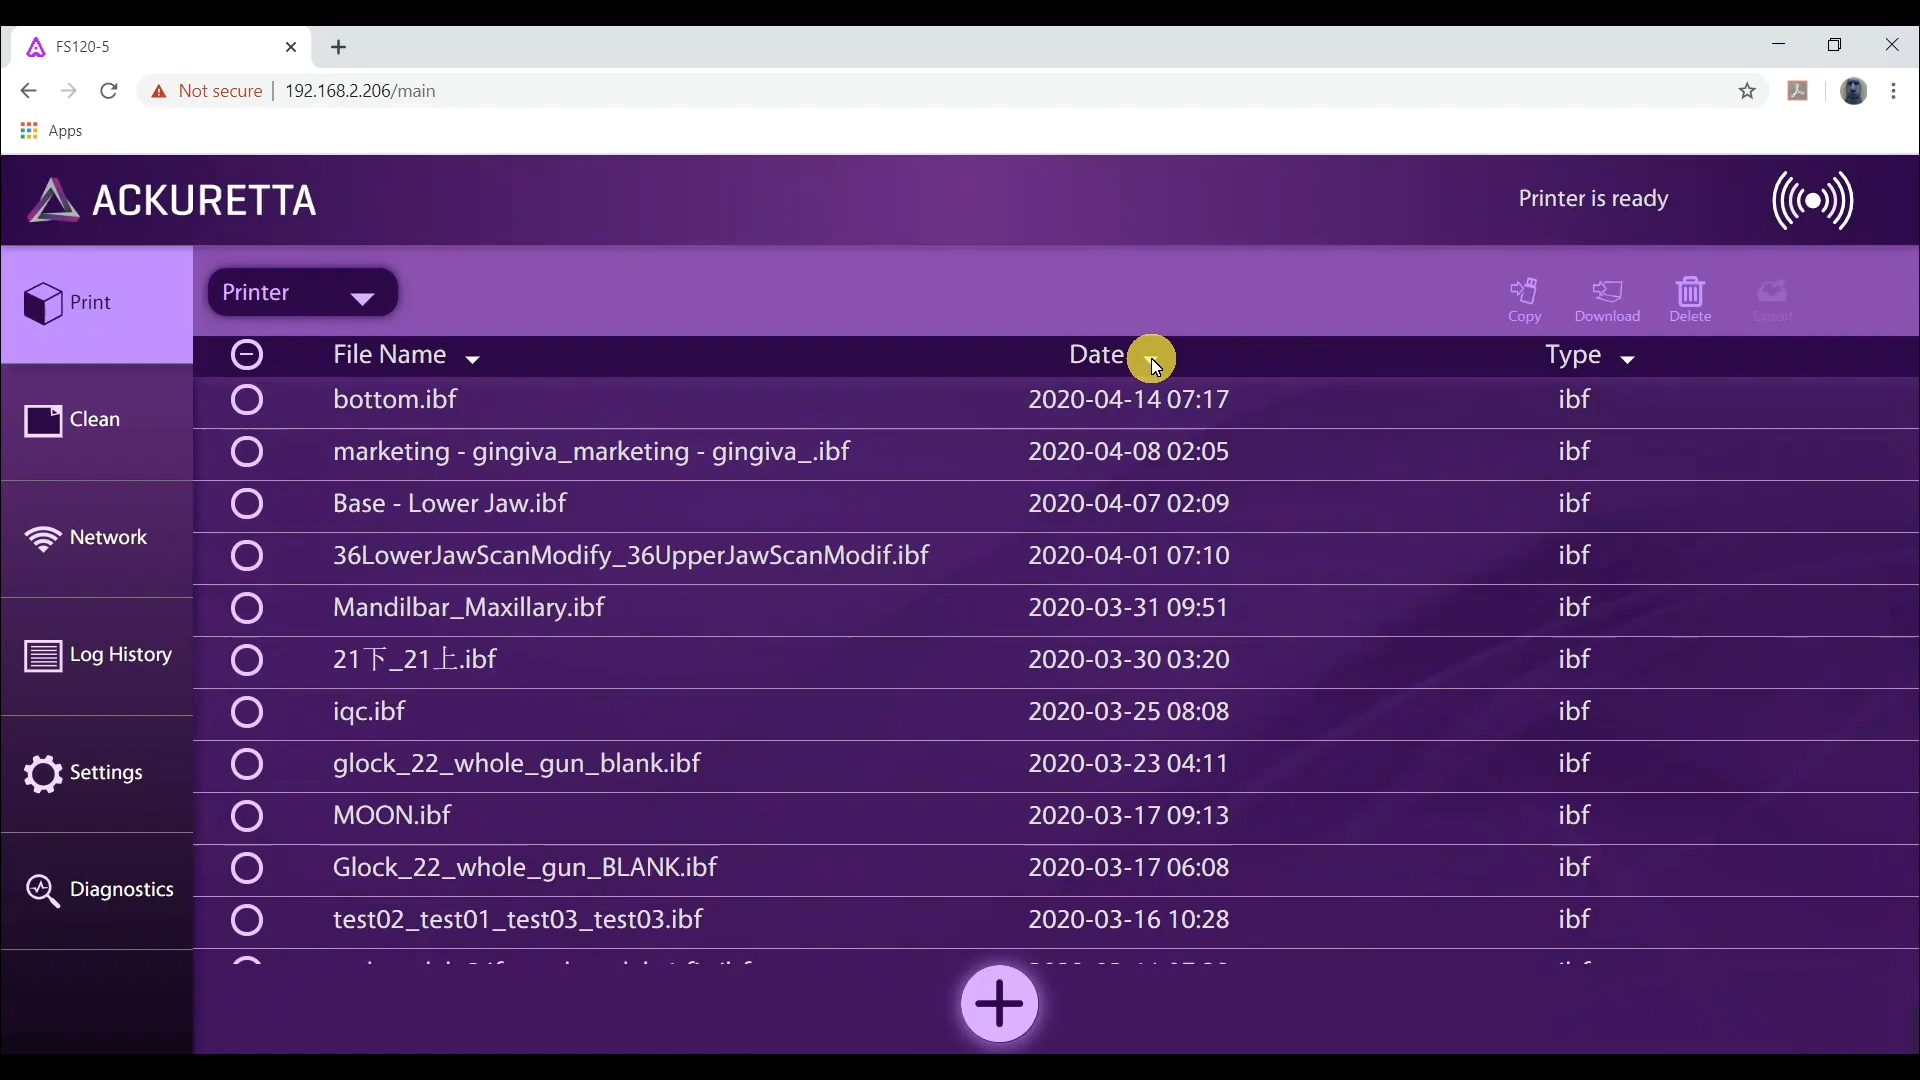 FS120-5
Not secure | 192.168.2.206/main
Apps
ACKURETTA
Printer is ready
Print
Printer
Copy
Download
Delete
Export
File Name
Date
Type
bottom.ibf 2020-04-14 07:17 ibf
marketing - gingiva_marketing - gingiva_.ibf 2020-04-08 02:05 ibf
Clean
Base - Lower Jaw.ibf 2020-04-07 02:09 ibf
36LowerJawScanModify_36UpperJawScanModif.ibf 2020-04-01 07:10 ibf
Network
Mandilbar_Maxillary.ibf 2020-03-31 09:51 ibf
21下_21上.ibf 2020-03-30 03:20 ibf
Log History
iqc.ibf 2020-03-25 08:08 ibf
glock_22_whole_gun_blank.ibf 2020-03-23 04:11 ibf
Settings
MOON.ibf 2020-03-17 09:13 ibf
Glock_22_whole_gun_BLANK.ibf 2020-03-17 06:08 ibf
Diagnostics
test02_test01_test03_test03.ibf 2020-03-16 10:28 ibf